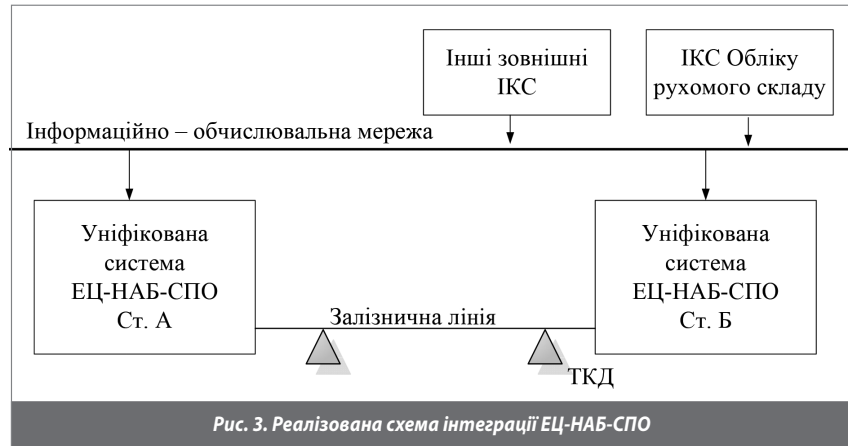 Інші зовнішні
ІКС
ІКС Обліку
рухомого складу
Інформаційно – обчислювальна мережа
Уніфікована
система
ЕЦ-НАБ-СПО
Ст. А
Уніфікована
система
ЕЦ-НАБ-СПО
Ст. Б
Залізнична лінія
ТКД
Рис. 3. Реалізована схема інтеграції ЕЦ-НАБ-СПО